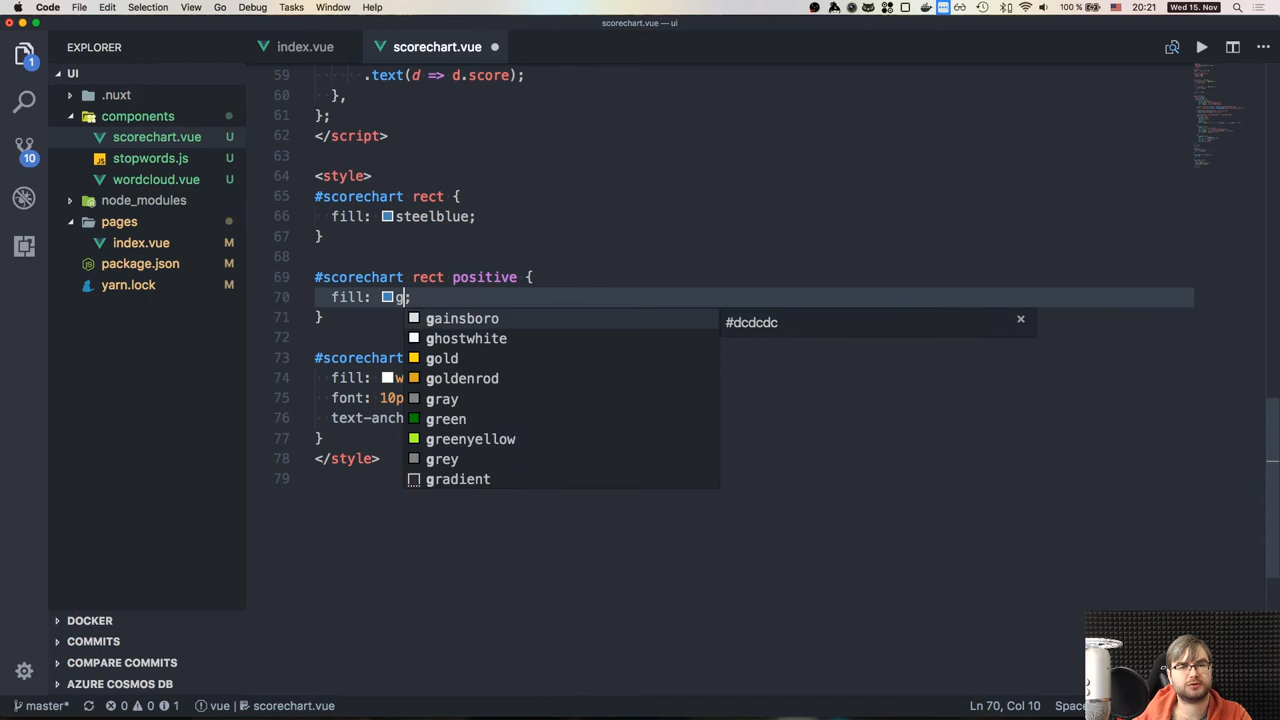 Code File Edit Selection View Go Debug Tasks Window Help 100% 20:21 Wed 15. Nov
scorechart.vue — ui
EXPLORER
index.vue
scorechart.vue
UI
.nuxt
components
scorechart.vue U
stopwords.js U
wordcloud.vue U
node_modules
pages
index.vue M
package.json M
yarn.lock M
1
10
DOCKER
COMMITS
COMPARE COMMITS
AZURE COSMOS DB
59 .text(d => d.score);
60 },
61 };
62 </script>
63
64 <style>
65 #scorechart rect {
66 fill: steelblue;
67 }
68
69 #scorechart rect positive {
70 fill: g;
71 }
72
73 #scorechart
74 fill: w
75 font: 10p
76 text-anch
77 }
78 </style>
79
gainsboro
ghostwhite
gold
goldenrod
gray
green
greenyellow
grey
gradient
#dcdcdc ×
master* 0 0 1 vue scorechart.vue Ln 70, Col 10 Space